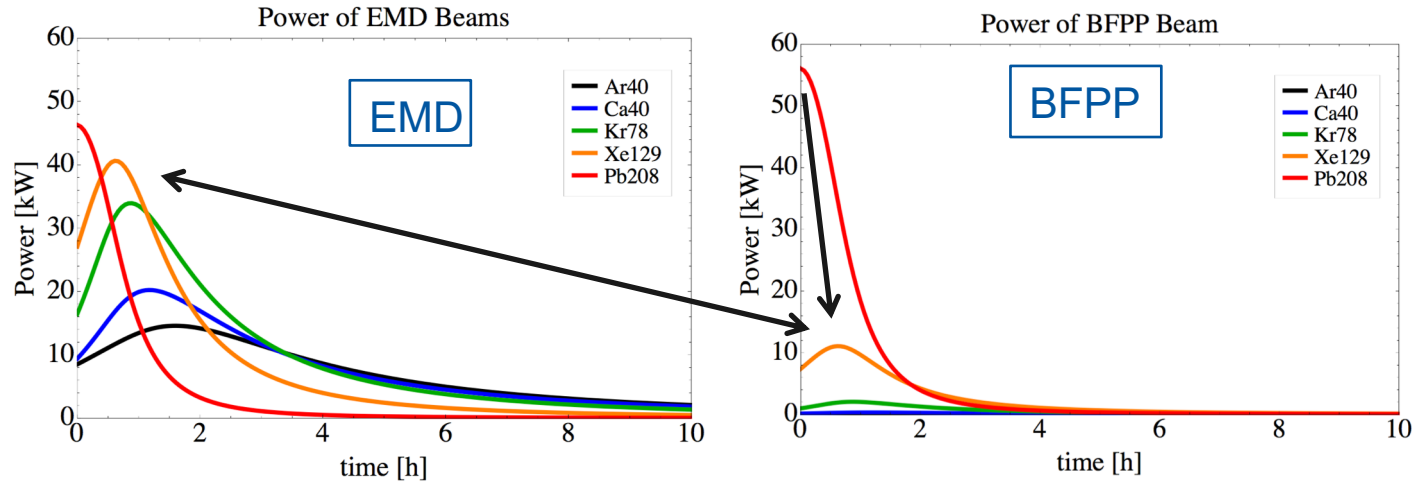 Power of EMD Beams
60
50
40
30
20
10
0
Power [kW]
EMD
Ar40
Ca40
Kr78
Xe129
Pb208
0 2 4 6 8 10
time [h]
Power of BFPP Beam
60
50
40
30
20
10
0
Power [kW]
BFPP
Ar40
Ca40
Kr78
Xe129
Pb208
0 2 4 6 8 10
time [h]